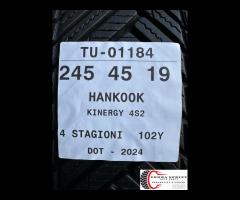 TU-01184
245 45 19
HANKOOK
KINERGY 4S2
4 STAGIONI 102Y
DOT - 2024